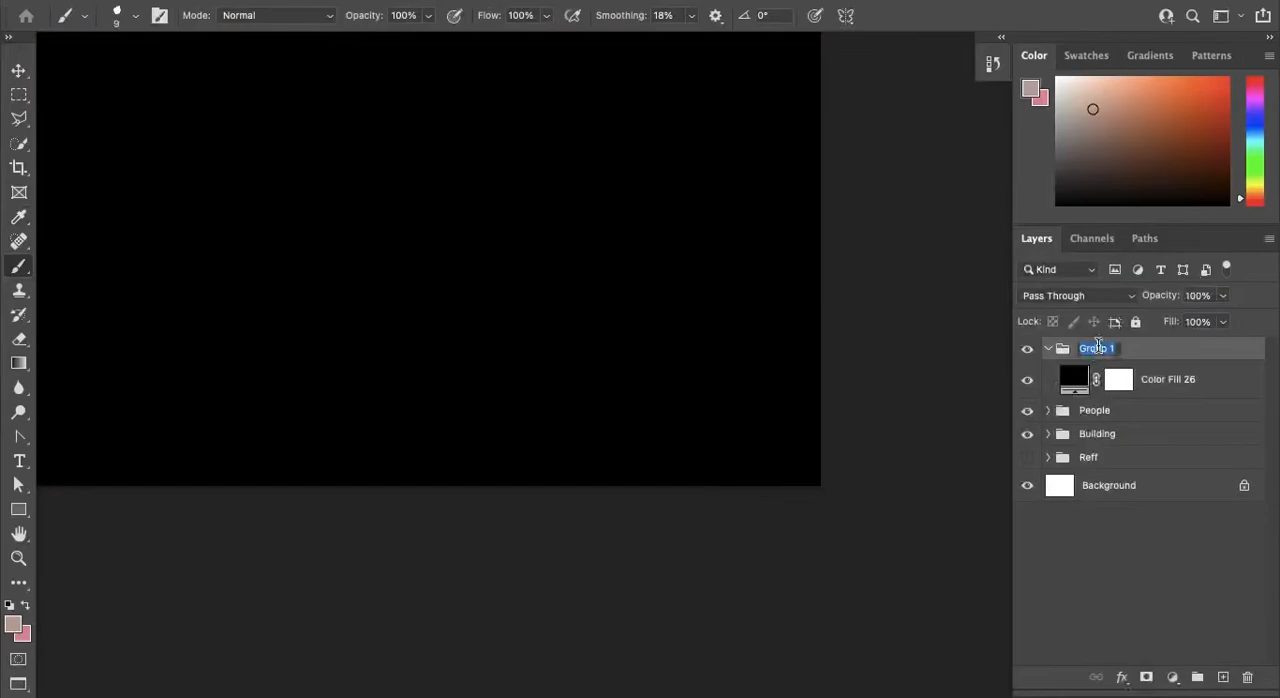 9 Mode: Normal Opacity: 100% Flow: 100% Smoothing: 18% 0°
Color Swatches Gradients Patterns
Layers Channels Paths
Kind
Pass Through Opacity: 100%
Lock: Fill: 100%
Group 1
Color Fill 26
People
Building
Reff
Background